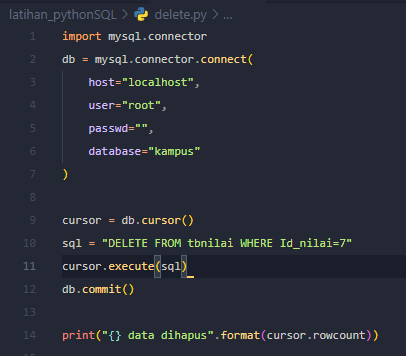 latihan_pythonSQL > delete.py > ...
1 import mysql.connector
2 db = mysql.connector.connect(
3     host="localhost",
4     user="root",
5     passwd="",
6     database="kampus"
7 )
8
9 cursor = db.cursor()
10 sql = "DELETE FROM tbnilai WHERE Id_nilai=7"
11 cursor.execute(sql)
12 db.commit()
13
14 print("{} data dihapus".format(cursor.rowcount))